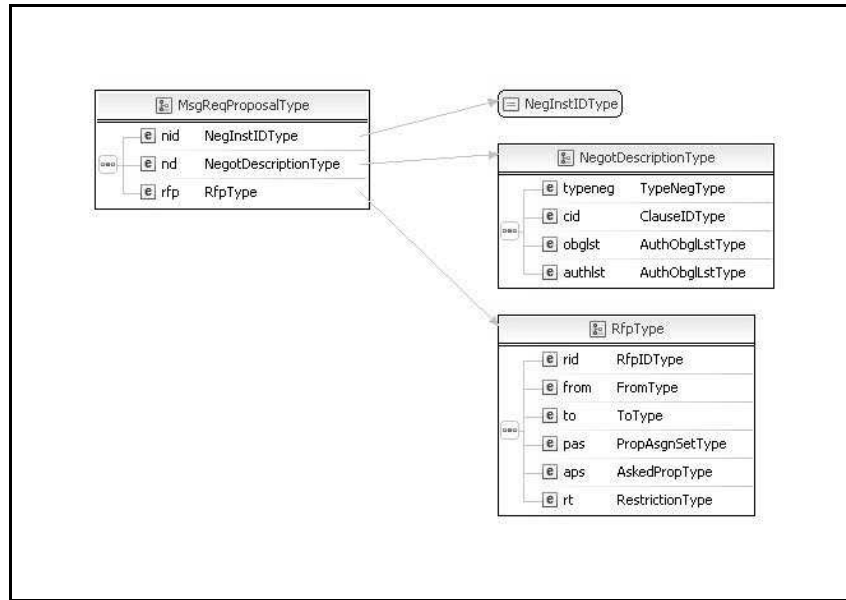 MsgReqProposalType
e nid NegInstIDType
e nd NegotDescriptionType
e rfp RfpType
NegInstIDType
NegotDescriptionType
e typeneg TypeNegType
e cid ClauseIDType
e obglst AuthObglLstType
e authlst AuthObglLstType
RfpType
e rid RfpIDType
e from FromType
e to ToType
e pas PropAsgnSetType
e aps AskedPropType
e rt RestrictionType